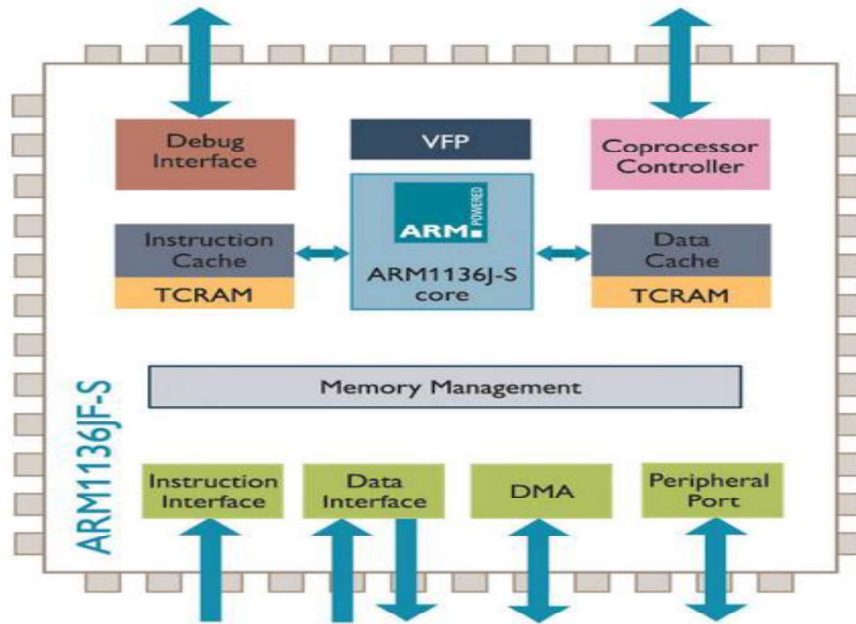 Debug
Interface
VFP
Coprocessor
Controller
ARM
POWERED
Instruction
Cache
TCRAM
ARM1136J-S
core
Data
Cache
TCRAM
Memory Management
ARM1136JF-S
Instruction
Interface
Data
Interface
DMA
Peripheral
Port